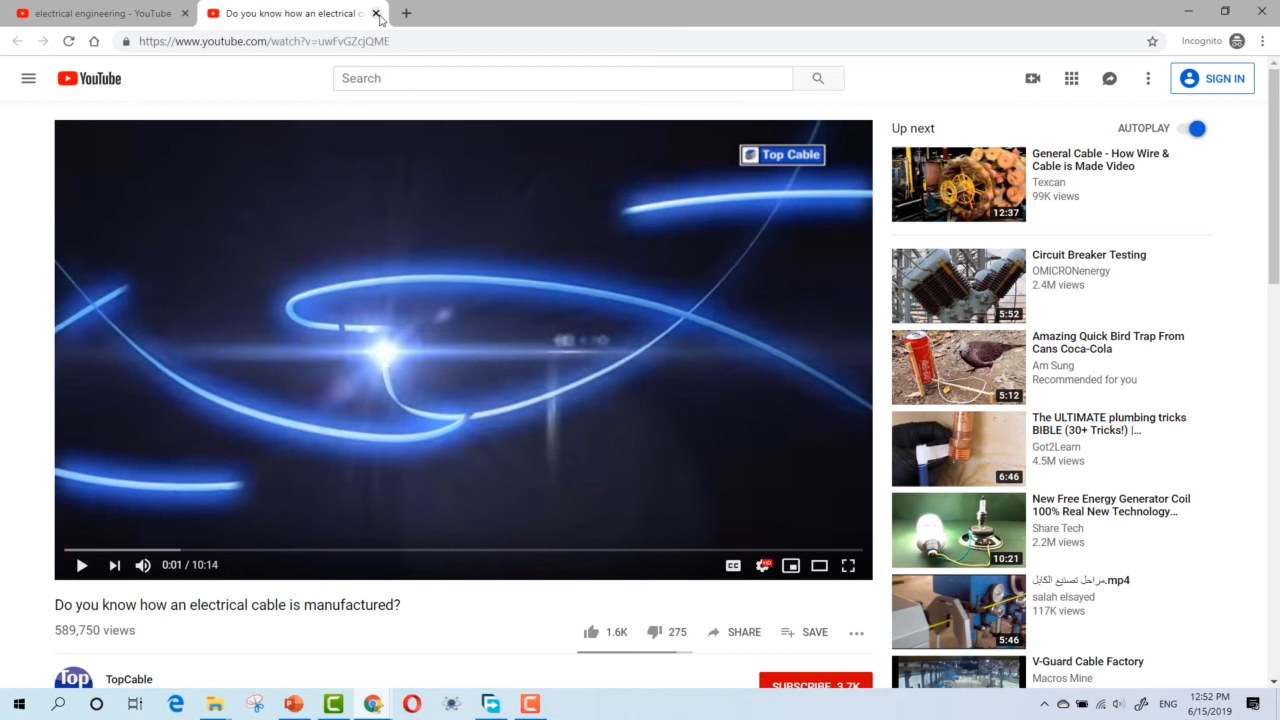 electrical engineering - YouTube
Do you know how an electrical c
https://www.youtube.com/watch?v=uwFvGZcjQME
Incognito
YouTube
Search
SIGN IN
Top Cable
0:01 / 10:14
CC
HD
Do you know how an electrical cable is manufactured?
589,750 views
1.6K
275
SHARE
SAVE
Top
TopCable
SUBSCRIBE 3.7K
Up next
AUTOPLAY
12:37
General Cable - How Wire &
Cable is Made Video
Texcan
99K views
5:52
Circuit Breaker Testing
OMICRONenergy
2.4M views
5:12
Amazing Quick Bird Trap From
Cans Coca-Cola
Am Sung
Recommended for you
6:46
The ULTIMATE plumbing tricks
BIBLE (30+ Tricks!) |...
Got2Learn
4.5M views
10:21
New Free Energy Generator Coil
100% Real New Technology...
Share Tech
2.2M views
5:46
مراحل تصنيع الكابل.mp4
salah elsayed
117K views
V-Guard Cable Factory
Macros Mine
ENG
12:52 PM
6/15/2019